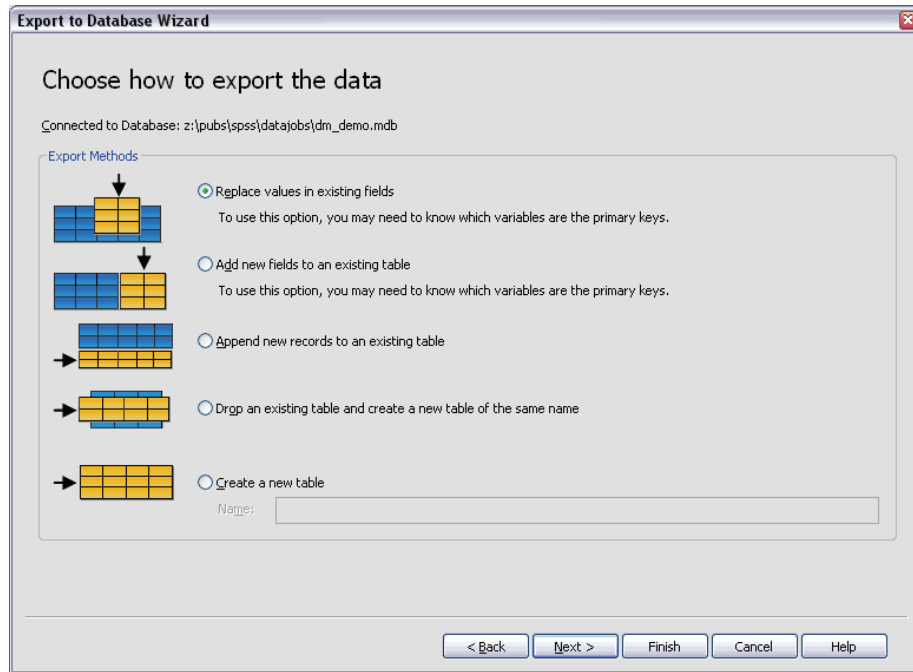 Export to Database Wizard
Choose how to export the data
Connected to Database: z:\pubs\spss\datajobs\dm_demo.mdb
Export Methods
Replace values in existing fields
To use this option, you may need to know which variables are the primary keys.
Add new fields to an existing table
To use this option, you may need to know which variables are the primary keys.
Append new records to an existing table
Drop an existing table and create a new table of the same name
Create a new table
Name:
< Back
Next >
Finish
Cancel
Help